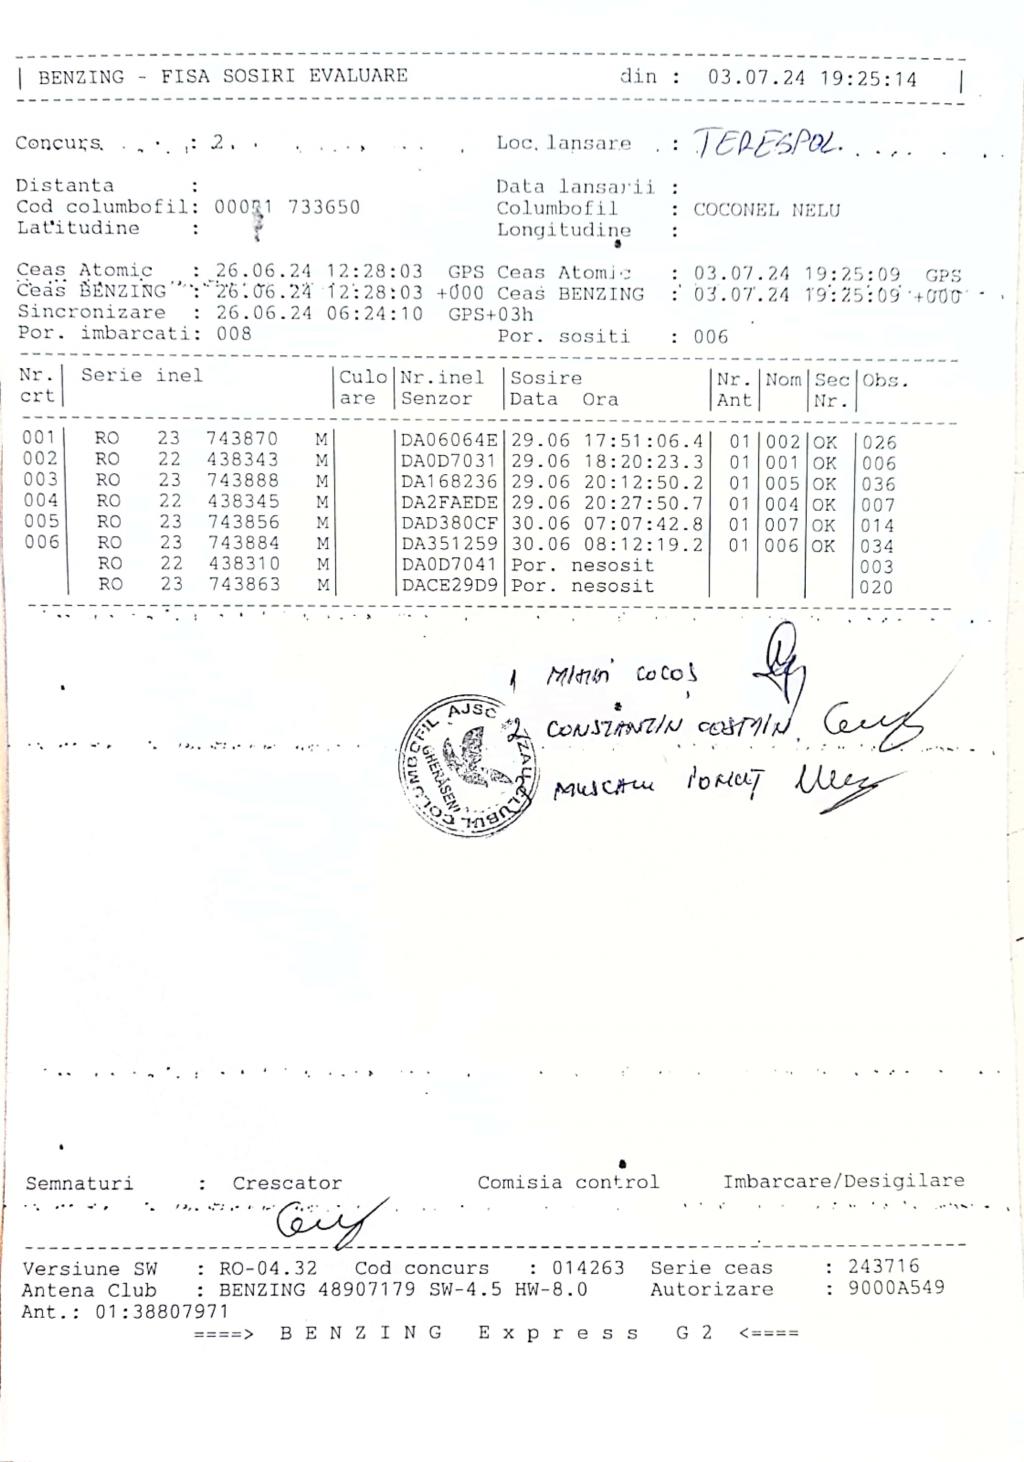 BENZING - FISA SOSIRI EVALUARE din : 03.07.24 19:25:14
Concurs : 2 Loc lansare : TERESPOL
Distanta : Data lansarii :
Cod columbofil: 733650 Columbofil : COCONEL NELU
Latitudine : Longitudine :
Ceas Atomic : 26.06.24 12:28:03 GPS Ceas Atomic : 03.07.24 19:25:09 GPS
Ceas BENZING : 26.06.24 12:28:03 +000 Ceas BENZING : 03.07.24 19:25:09 +000
Sincronizare : 26.06.24 06:24:10 GPS+03h
Por. imbarcati: 008 Por. sositi : 006
Nr. Serie inel Culo Nr.inel Sosire Nr. Nom Sec Obs.
crt are Senzor Data Ora Ant Nr.
001 RO 23 743870 M DA06064E 29.06 17:51:06.4 01 002 OK 026
002 RO 22 438343 M DA0D7031 29.06 18:20:23.3 01 001 OK 006
003 RO 23 743888 M DA168236 29.06 20:12:50.2 01 005 OK 036
004 RO 22 438345 M DA2FAEDE 29.06 20:27:50.7 01 004 OK 007
005 RO 23 743856 M DAD380CF 30.06 07:07:42.8 01 007 OK 014
006 RO 23 743884 M DA351259 30.06 08:12:19.2 01 006 OK 034
RO 22 438310 M DA0D7041 Por. nesosit 003
RO 23 743863 M DACE29D9 Por. nesosit 020
1 COCOȘ
2 CONSTANTIN COSTIN
IONUȚ
CLUBUL COLUMBOFIL AJSC
GHERĂSENI
Semnaturi : Crescator Comisia control Imbarcare/Desigilare
Versiune SW : RO-04.32 Cod concurs : 014263 Serie ceas : 243716
Antena Club : BENZING 48907179 SW-4.5 HW-8.0 Autorizare : 9000A549
Ant.: 01:38807971
====> B E N Z I N G E x p r e s s G 2 <====